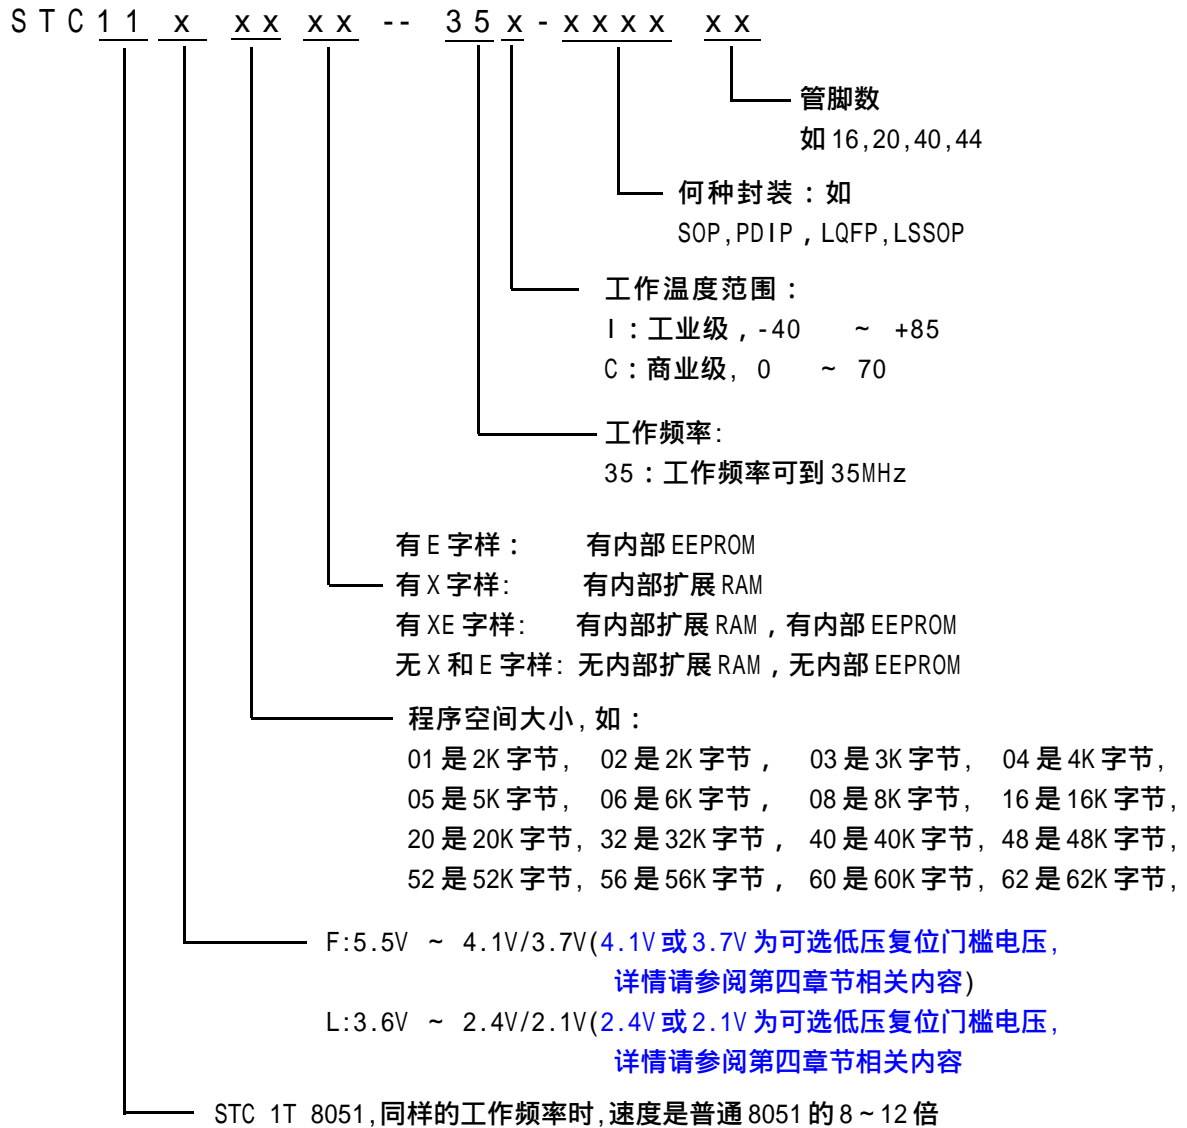 STC11 x xx xx -- 35x-xxxx xx
管脚数
如16,20,40,44
何种封装：如
SOP,PDIP，LQFP,LSSOP
工作温度范围：
I：工业级，-40 ~ +85
C：商业级, 0 ~ 70
工作频率:
35：工作频率可到35MHz
有E字样： 有内部EEPROM
有X字样: 有内部扩展RAM
有XE字样: 有内部扩展RAM，有内部EEPROM
无X和E字样: 无内部扩展RAM，无内部EEPROM
程序空间大小,如：
01是2K字节, 02是2K字节， 03是3K字节, 04是4K字节,
05是5K字节, 06是6K字节， 08是8K字节, 16是16K字节,
20是20K字节, 32是32K字节， 40是40K字节, 48是48K字节,
52是52K字节, 56是56K字节， 60是60K字节, 62是62K字节,
F:5.5V ~ 4.1V/3.7V(4.1V或3.7V为可选低压复位门槛电压,
详情请参阅第四章节相关内容)
L:3.6V ~ 2.4V/2.1V(2.4V或2.1V为可选低压复位门槛电压,
详情请参阅第四章节相关内容
STC 1T 8051,同样的工作频率时,速度是普通8051的8~12倍